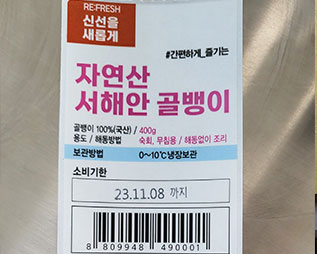 RE:FRESH
신선을
새롭게
#간편하게_즐기는
자연산
서해안 골뱅이
골뱅이 100%(국산) / 400g
용도 / 해동방법 숙회, 무침용 / 해동없이 조리
보관방법 0~10℃냉장보관
소비기한
23.11.08 까지
8 809948 490001